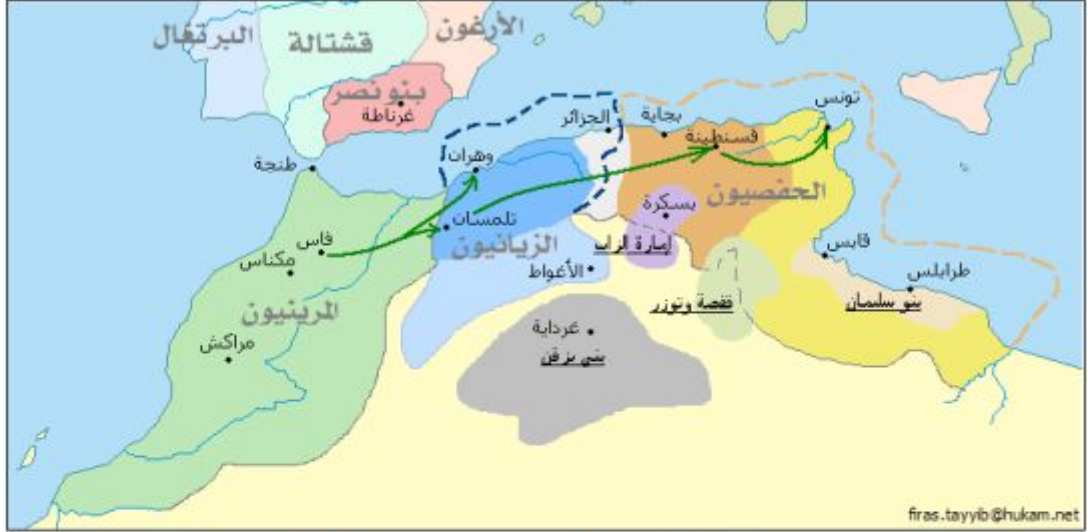 البرتغال
قشتالة
الأرغون
بنو نصر
غرناطة
طنجة
الجزائر
بجاية
قسنطينة
تونس
وهران
الحفصيون
بسكرة
تلمسان
الزيانيون
إمارة الزاب
قابس
فاس
مكناس
الأغواط
طرابلس
بنو سليمان
قفصة وتوزر
المرينيون
غرداية
مراكش
بني يزقن
firas.tayyib@hukam.net